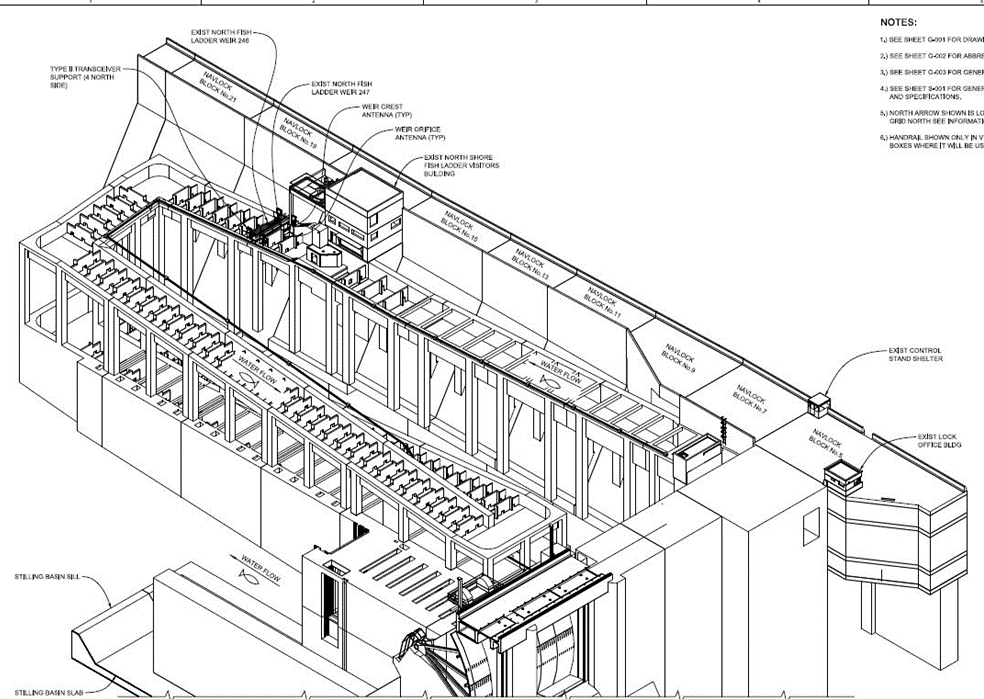 NOTES:
1.) SEE SHEET G-001 FOR DRAWI
2.) SEE SHEET G-002 FOR ABBRE
3.) SEE SHEET G-003 FOR GENER
4.) SEE SHEET S-001 FOR GENER
AND SPECIFICATIONS.
5.) NORTH ARROW SHOWN IS LO
GRID NORTH SEE INFORMATI
6.) HANDRAIL SHOWN ONLY IN V
BOXES WHERE IT WILL BE US
EXIST NORTH FISH
LADDER WEIR 246
TYPE II TRANSCEIVER
SUPPORT (4 NORTH
SIDE)
EXIST NORTH FISH
LADDER WEIR 247
WEIR CREST
ANTENNA (TYP)
WEIR ORIFICE
ANTENNA (TYP)
EXIST NORTH SHORE
FISH LADDER VISITORS
BUILDING
NAVLOCK
BLOCK No.21
NAVLOCK
BLOCK No.19
NAVLOCK
BLOCK No.15
NAVLOCK
BLOCK No.13
NAVLOCK
BLOCK No.11
NAVLOCK
BLOCK No.9
NAVLOCK
BLOCK No.7
NAVLOCK
BLOCK No.5
EXIST CONTROL
STAND SHELTER
EXIST LOCK
OFFICE BLDG
WATER FLOW
WATER FLOW
WATER FLOW
STILLING BASIN SILL
STILLING BASIN SLAB